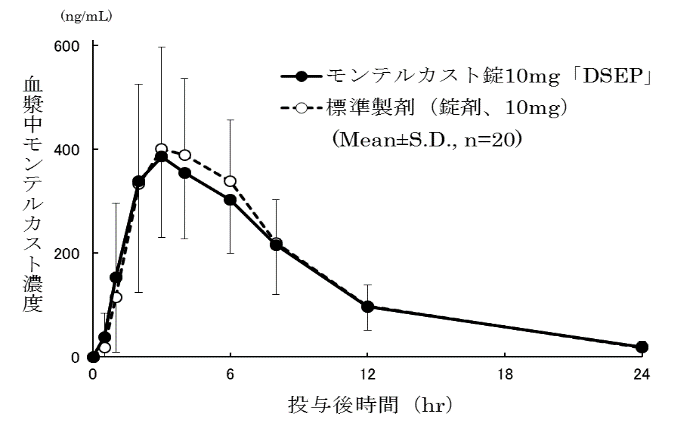 (ng/mL)
600
400
200
0
血漿中モンテルカスト濃度
モンテルカスト錠10mg「DSEP」
標準製剤（錠剤、10mg）
(Mean±S.D., n=20)
0 6 12 18 24
投与後時間（hr）